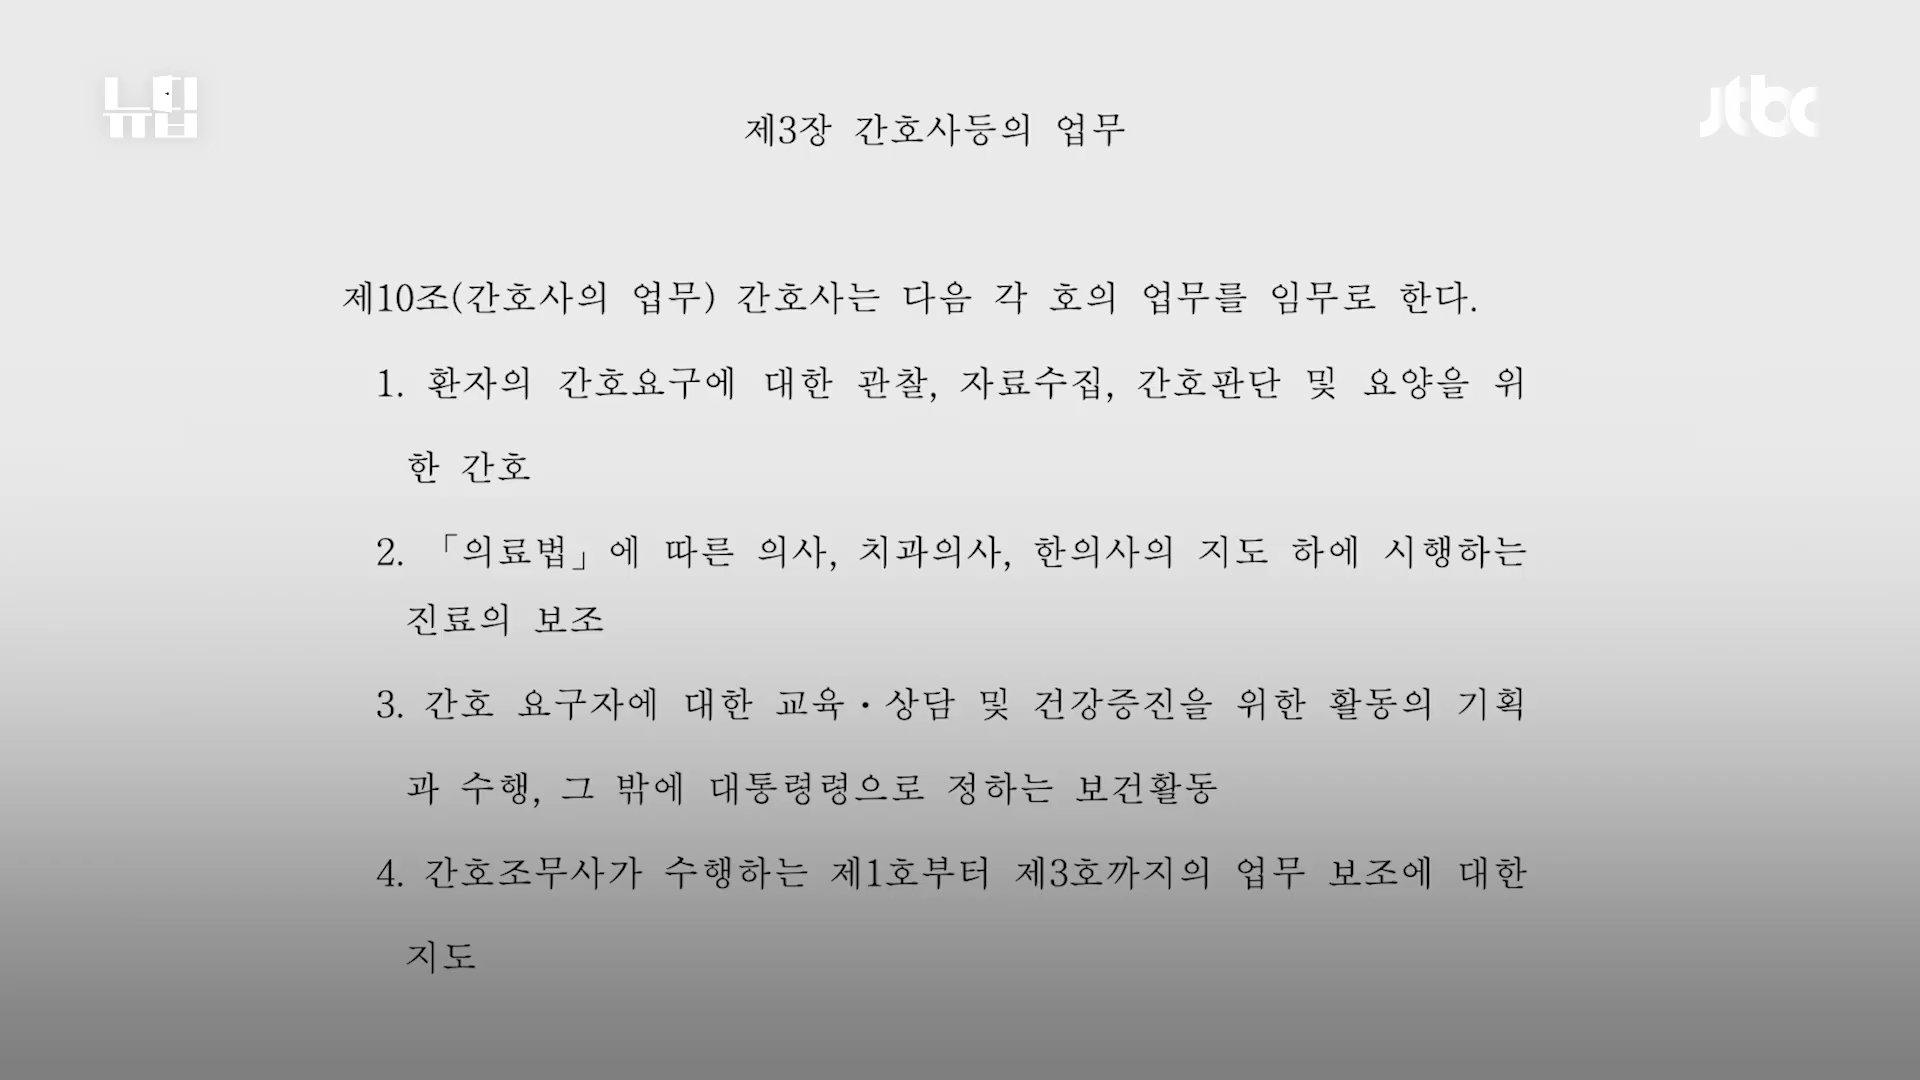 뉴딥
jtbc
제3장 간호사등의 업무
제10조(간호사의 업무) 간호사는 다음 각 호의 업무를 임무로 한다.
1. 환자의 간호요구에 대한 관찰, 자료수집, 간호판단 및 요양을 위
한 간호
2. 「의료법」에 따른 의사, 치과의사, 한의사의 지도 하에 시행하는
진료의 보조
3. 간호 요구자에 대한 교육·상담 및 건강증진을 위한 활동의 기획
과 수행, 그 밖에 대통령령으로 정하는 보건활동
4. 간호조무사가 수행하는 제1호부터 제3호까지의 업무 보조에 대한
지도